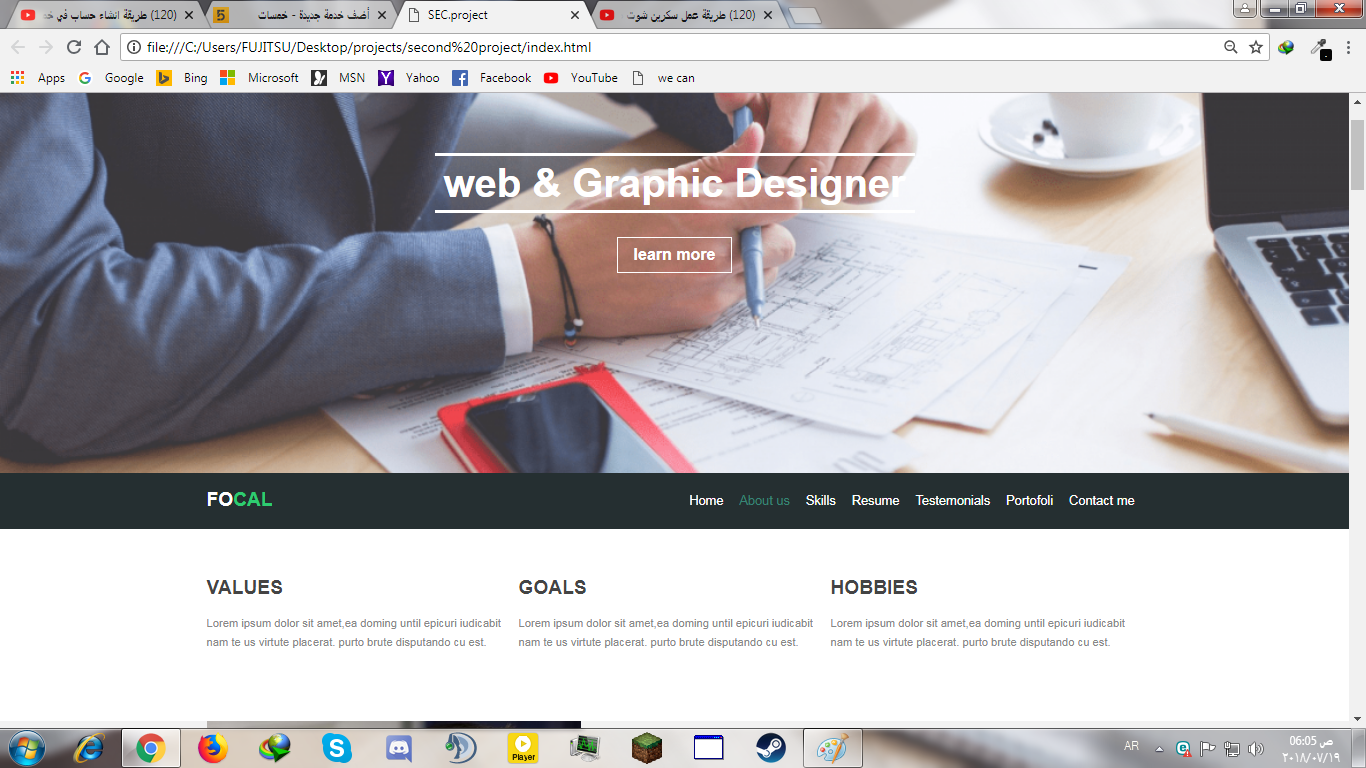 (120) طريقة انشاء حساب في خم
أضف خدمة جديدة - خمسات
SEC.project
(120) طريقة عمل سكرين شوت
file:///C:/Users/FUJITSU/Desktop/projects/second%20project/index.html
Apps Google Bing Microsoft MSN Yahoo Facebook YouTube we can
web & Graphic Designer
learn more
FOCAL
Home About us Skills Resume Testemonials Portofoli Contact me
VALUES
Lorem ipsum dolor sit amet,ea doming until epicuri iudicabit
nam te us virtute placerat. purto brute disputando cu est.
GOALS
Lorem ipsum dolor sit amet,ea doming until epicuri iudicabit
nam te us virtute placerat. purto brute disputando cu est.
HOBBIES
Lorem ipsum dolor sit amet,ea doming until epicuri iudicabit
nam te us virtute placerat. purto brute disputando cu est.
Player
AR
06:05 ص
٢٠١٨/٠٧/١٩